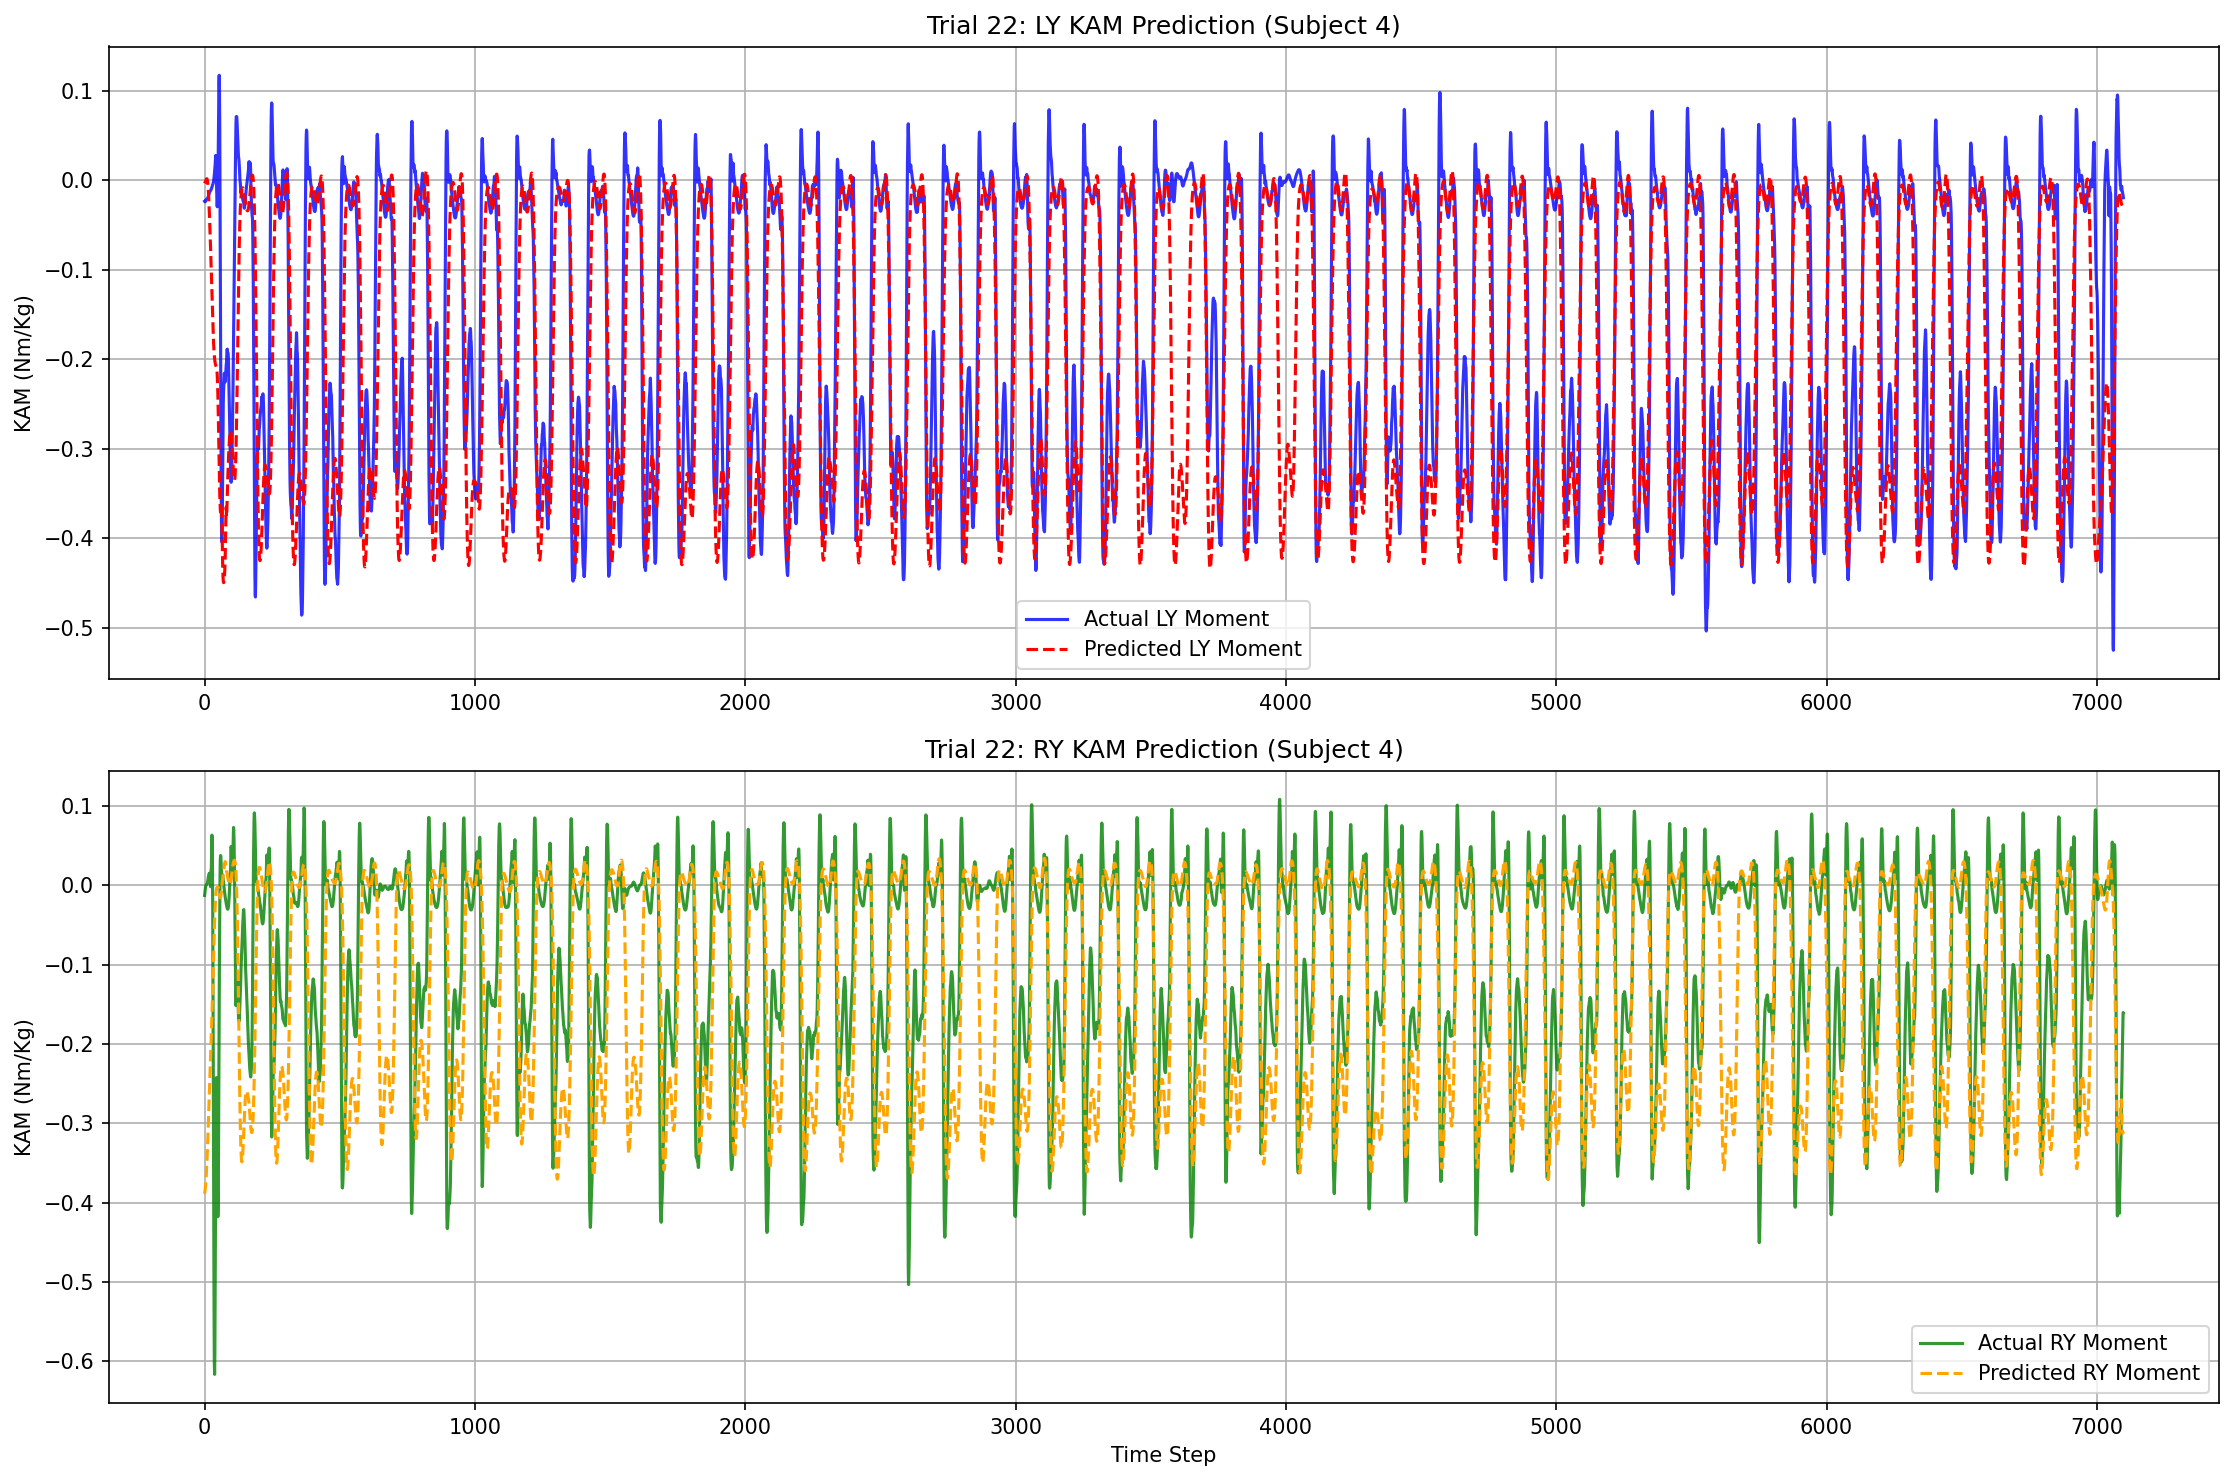 Trial 22: LY KAM Prediction (Subject 4)
KAM (Nm/Kg)
0.1
0.0
−0.1
−0.2
−0.3
−0.4
−0.5
Actual LY Moment
Predicted LY Moment
0 1000 2000 3000 4000 5000 6000 7000
Trial 22: RY KAM Prediction (Subject 4)
KAM (Nm/Kg)
0.1
0.0
−0.1
−0.2
−0.3
−0.4
−0.5
−0.6
Actual RY Moment
Predicted RY Moment
0 1000 2000 3000 4000 5000 6000 7000
Time Step